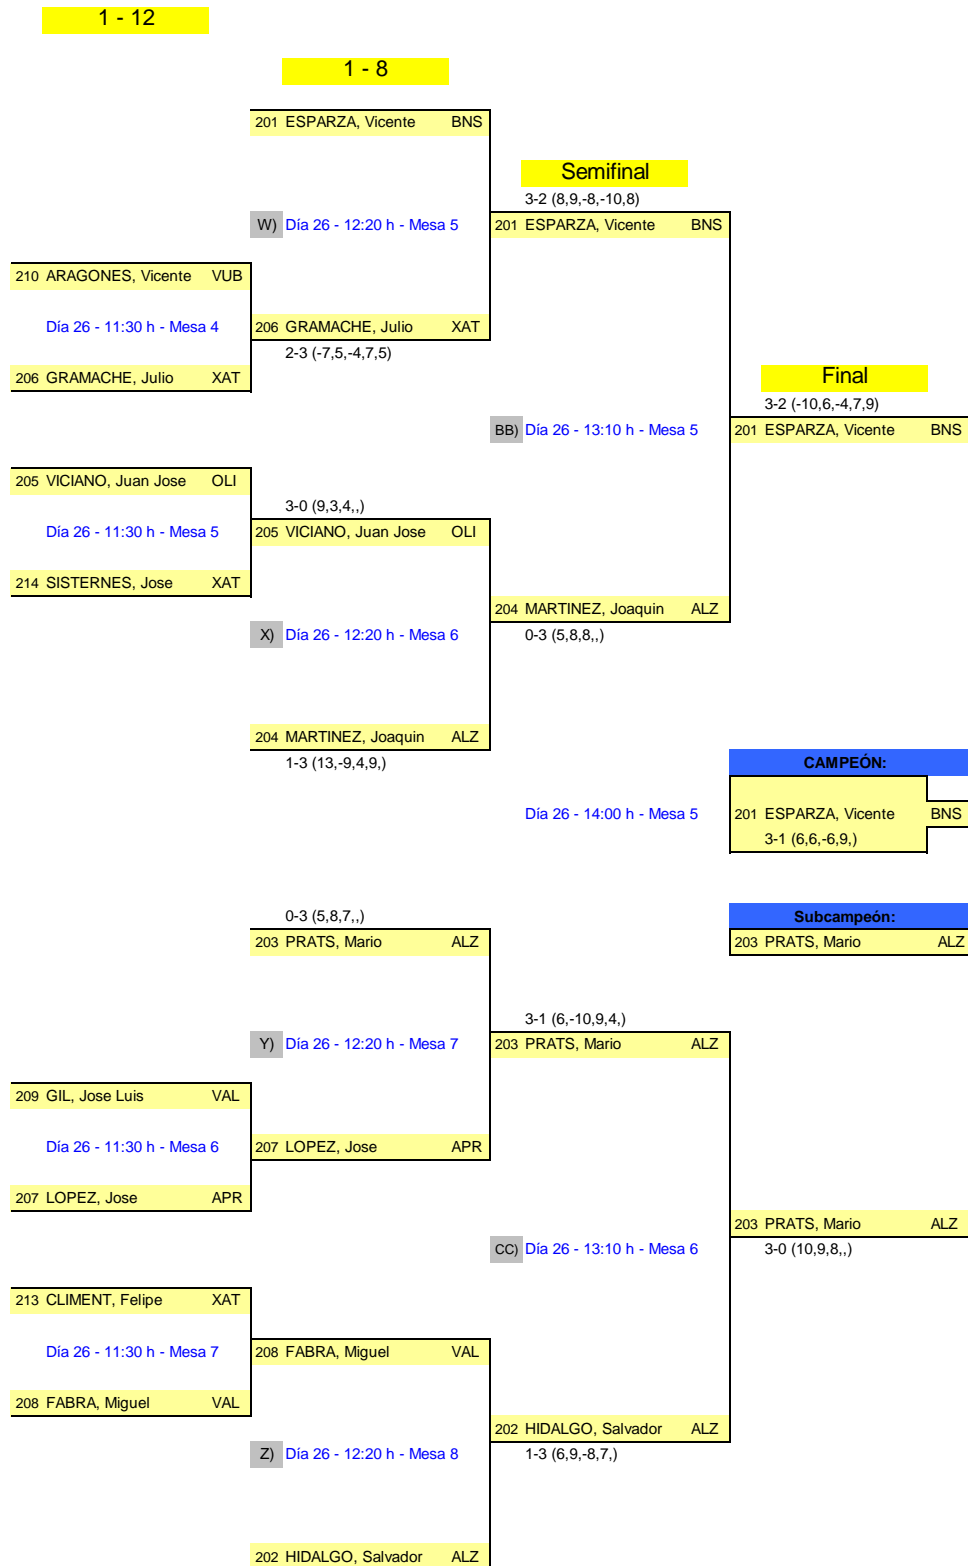 1 - 12
1 - 8
201 ESPARZA, Vicente BNS
Semifinal
3-2 (8,9,-8,-10,8)
W) Día 26 - 12:20 h - Mesa 5
201 ESPARZA, Vicente BNS
210 ARAGONES, Vicente VUB
Día 26 - 11:30 h - Mesa 4
206 GRAMACHE, Julio XAT
2-3 (-7,5,-4,7,5)
206 GRAMACHE, Julio XAT
Final
3-2 (-10,6,-4,7,9)
BB) Día 26 - 13:10 h - Mesa 5
201 ESPARZA, Vicente BNS
205 VICIANO, Juan Jose OLI
3-0 (9,3,4,,)
Día 26 - 11:30 h - Mesa 5
205 VICIANO, Juan Jose OLI
214 SISTERNES, Jose XAT
204 MARTINEZ, Joaquin ALZ
X) Día 26 - 12:20 h - Mesa 6
0-3 (5,8,8,,)
204 MARTINEZ, Joaquin ALZ
1-3 (13,-9,4,9,)
CAMPEÓN:
Día 26 - 14:00 h - Mesa 5
201 ESPARZA, Vicente BNS
3-1 (6,6,-6,9,)
0-3 (5,8,7,,)
Subcampeón:
203 PRATS, Mario ALZ
203 PRATS, Mario ALZ
3-1 (6,-10,9,4,)
Y) Día 26 - 12:20 h - Mesa 7
203 PRATS, Mario ALZ
209 GIL, Jose Luis VAL
Día 26 - 11:30 h - Mesa 6
207 LOPEZ, Jose APR
207 LOPEZ, Jose APR
203 PRATS, Mario ALZ
CC) Día 26 - 13:10 h - Mesa 6
3-0 (10,9,8,,)
213 CLIMENT, Felipe XAT
Día 26 - 11:30 h - Mesa 7
208 FABRA, Miguel VAL
208 FABRA, Miguel VAL
202 HIDALGO, Salvador ALZ
Z) Día 26 - 12:20 h - Mesa 8
1-3 (6,9,-8,7,)
202 HIDALGO, Salvador ALZ